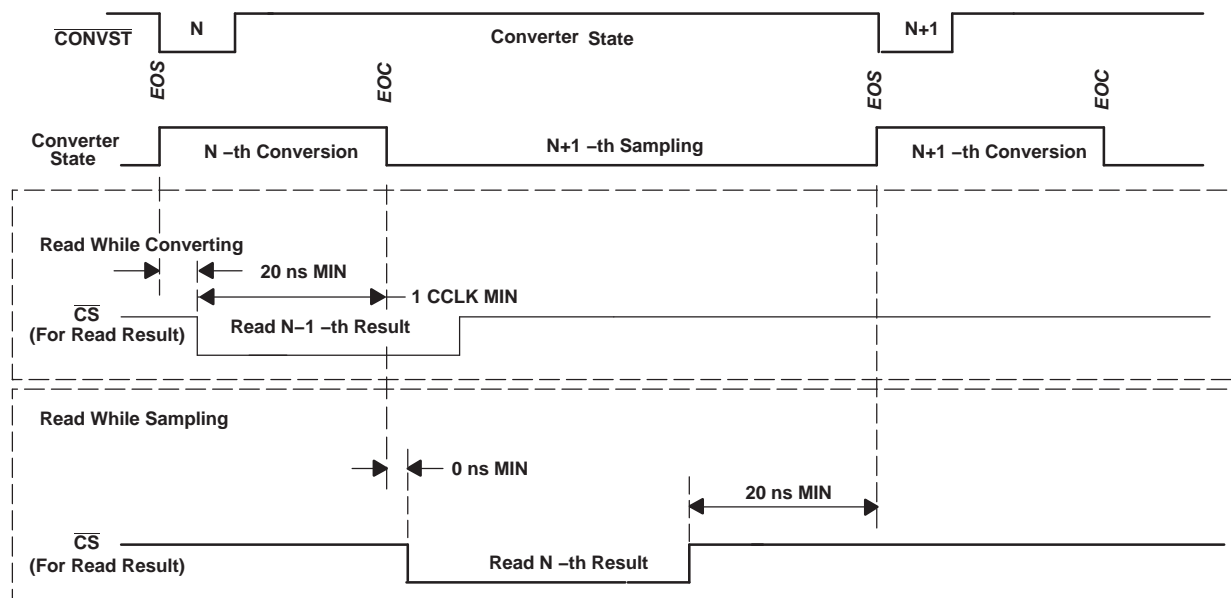 CONVST
N
Converter State
N+1
EOS
EOC
EOS
EOC
Converter
State
N –th Conversion
N+1 –th Sampling
N+1 –th Conversion
Read While Converting
20 ns MIN
1 CCLK MIN
CS
(For Read Result)
Read N–1 –th Result
Read While Sampling
0 ns MIN
20 ns MIN
CS
(For Read Result)
Read N –th Result